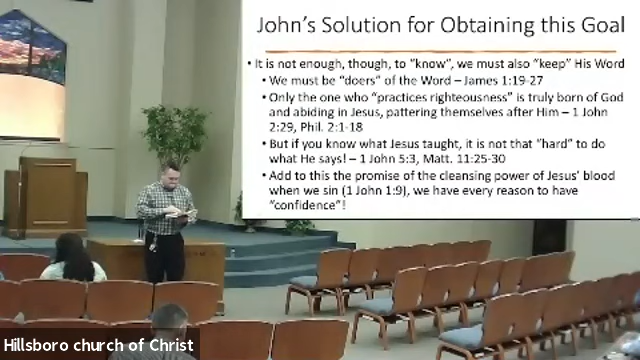 John's Solution for Obtaining this Goal
• It is not enough, though, to "know", we must also "keep" His Word
• We must be "doers" of the Word – James 1:19-27
• Only the one who "practices righteousness" is truly born of God
and abiding in Jesus, pattering themselves after Him – 1 John
2:29, Phil. 2:1-18
• But if you know what Jesus taught, it is not that "hard" to do
what He says! – 1 John 5:3, Matt. 11:25-30
• Add to this the promise of the cleansing power of Jesus' blood
when we sin (1 John 1:9), we have every reason to have
"confidence"!
Hillsboro church of Christ